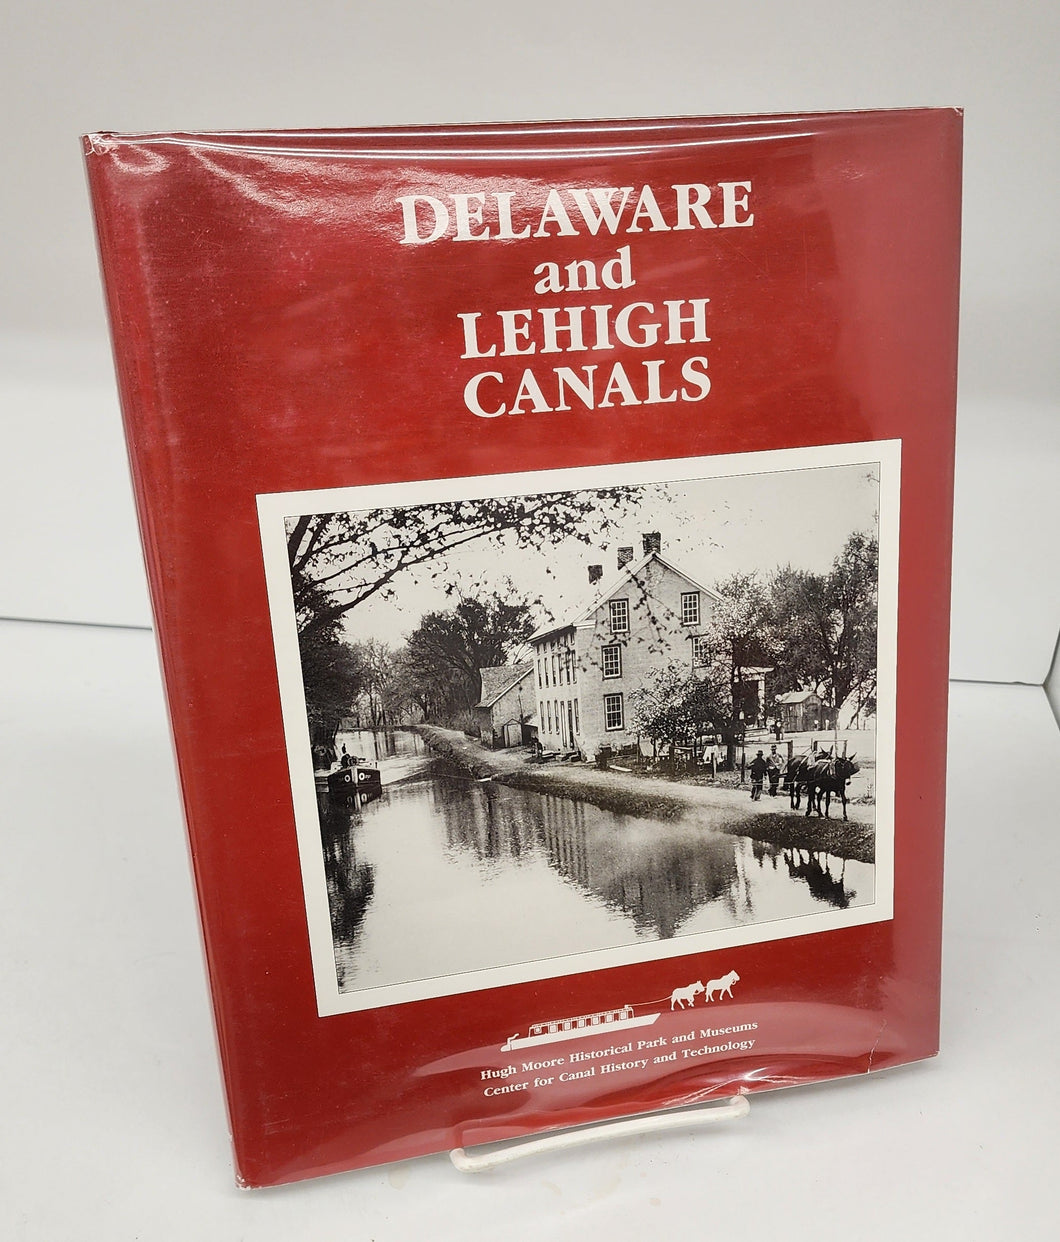 DELAWARE
and
LEHIGH
CANALS
Hugh Moore Historical Park and Museums
Center for Canal History and Technology